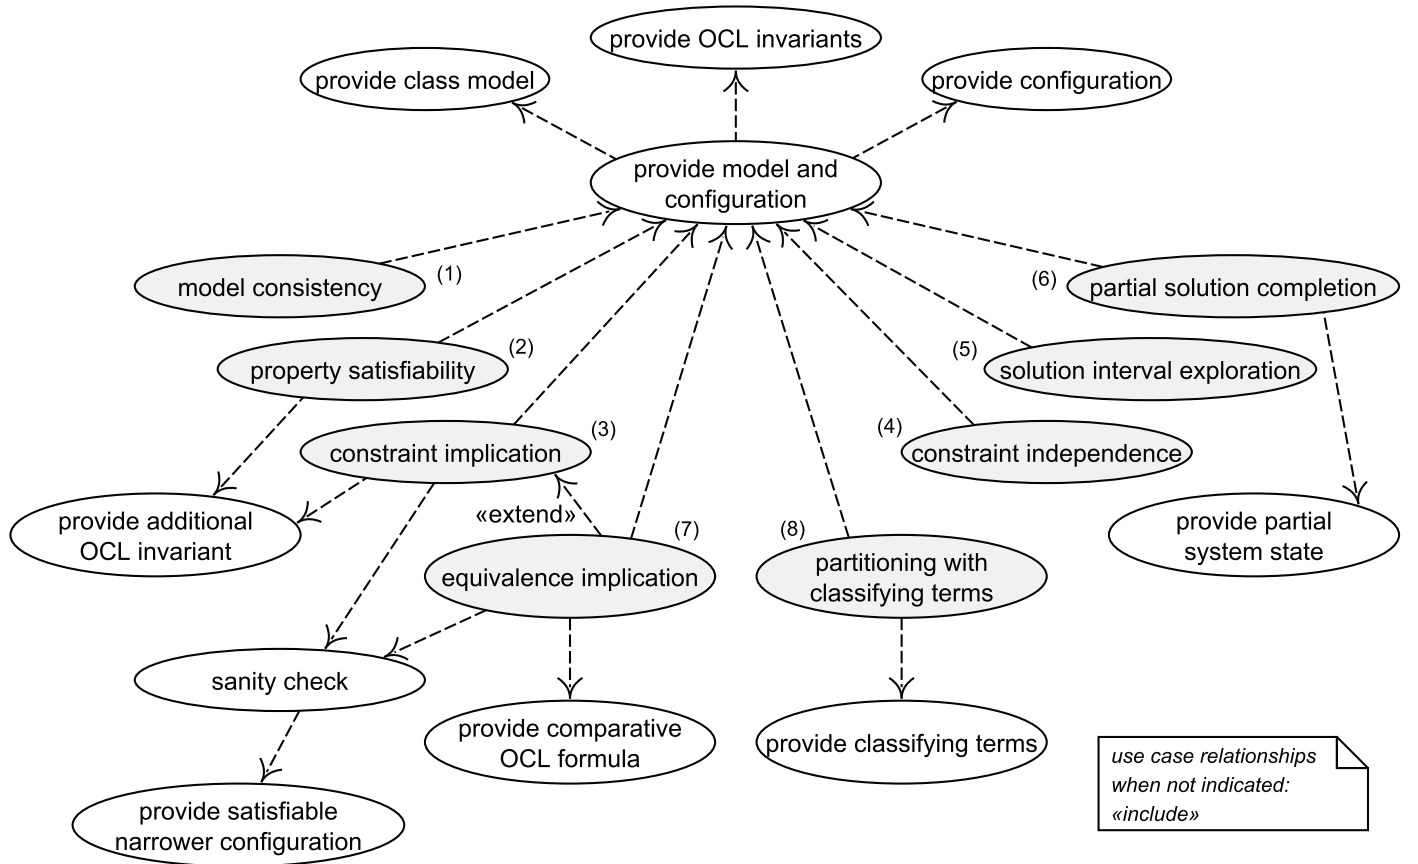 provide OCL invariants
provide class model
provide configuration
provide model and
configuration
model consistency
(1)
(6)
partial solution completion
property satisfiability
(2)
(5)
solution interval exploration
constraint implication
(3)
(4)
constraint independence
provide additional
OCL invariant
«extend»
(7)
equivalence implication
(8)
partitioning with
classifying terms
provide partial
system state
sanity check
provide comparative
OCL formula
provide classifying terms
provide satisfiable
narrower configuration
use case relationships
when not indicated:
«include»